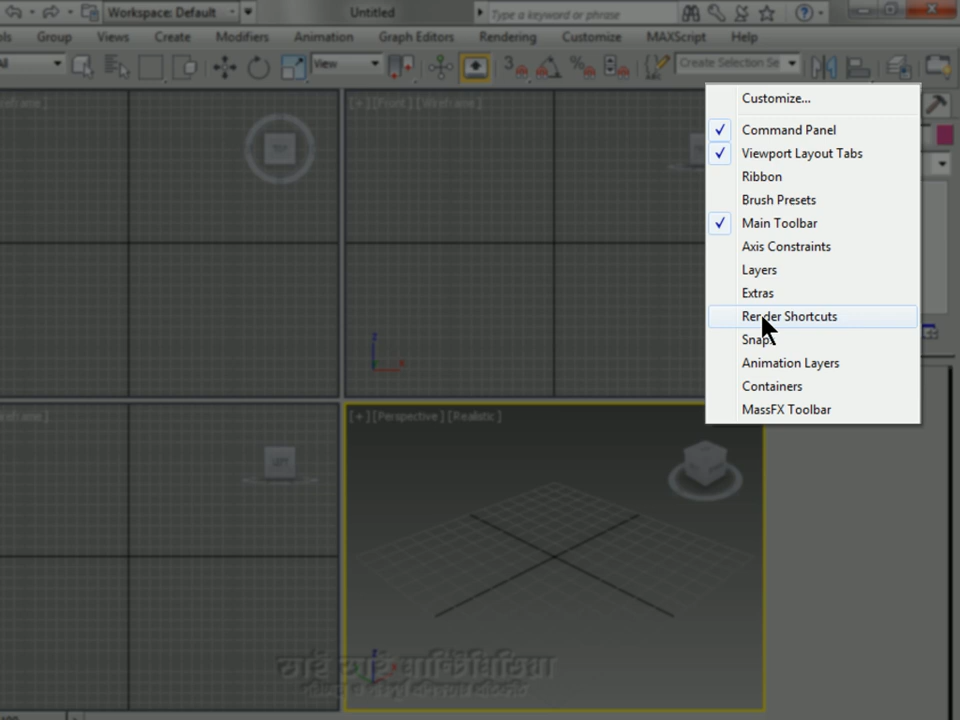 Workspace: Default
Untitled
Type a keyword or phrase
Group Views Create Modifiers Animation Graph Editors Rendering Customize MAXScript Help
View
Create Selection Se
[+] [Front] [Wireframe]
Customize...
Command Panel
Viewport Layout Tabs
Ribbon
Brush Presets
Main Toolbar
Axis Constraints
Layers
Extras
Render Shortcuts
Snaps
Animation Layers
Containers
MassFX Toolbar
[+] [Perspective] [Realistic]